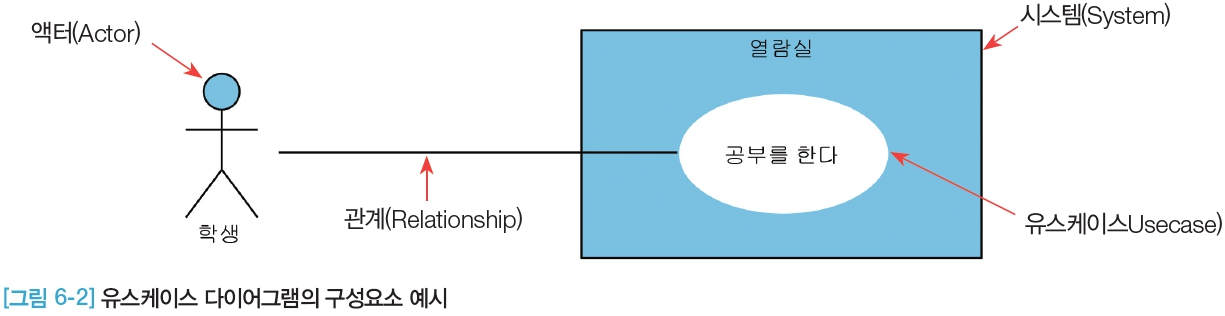 액터(Actor)
시스템(System)
열람실
공부를 한다
관계(Relationship)
유스케이스Usecase)
학생
[그림 6-2] 유스케이스 다이어그램의 구성요소 예시